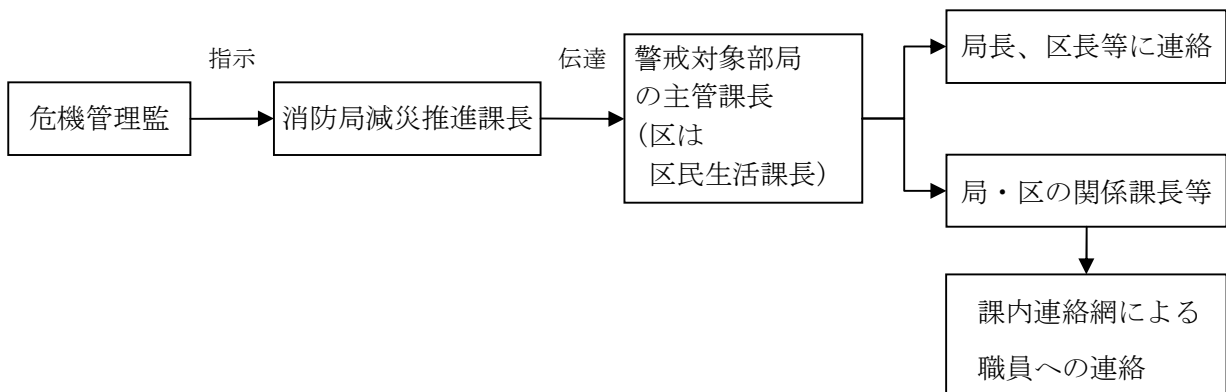 危機管理監
指示
消防局減災推進課長
伝達
警戒対象部局
の主管課長
(区は
区民生活課長)
局長、区長等に連絡
局・区の関係課長等
課内連絡網による
職員への連絡